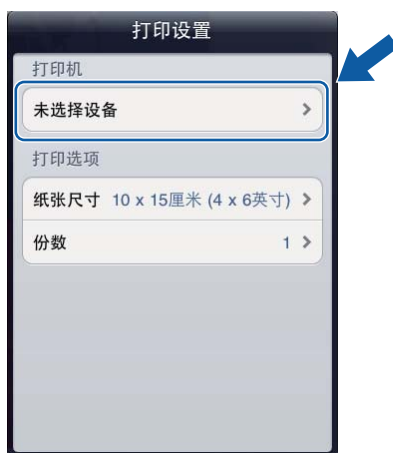 打印设置
打印机
未选择设备
打印选项
纸张尺寸 10 x 15厘米 (4 x 6英寸)
份数 1